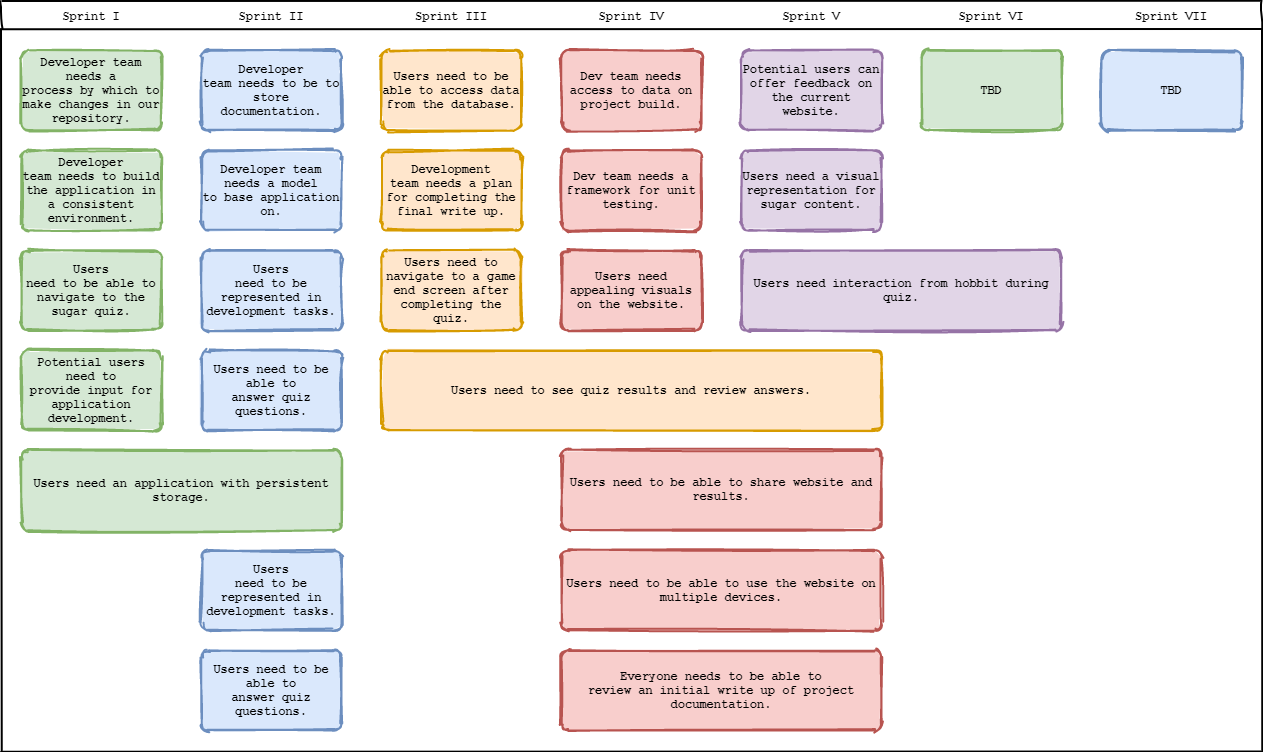 Sprint I
Sprint II
Sprint III
Sprint IV
Sprint V
Sprint VI
Sprint VII
Developer team
needs a
process by which to
make changes in our
repository.
Developer
team needs to be to
store
documentation.
Users need to be
able to access data
from the database.
Dev team needs
access to data on
project build.
Potential users can
offer feedback on
the current
website.
TBD
TBD
Developer
team needs to build
the application in
a consistent
environment.
Developer team
needs a model
to base application
on.
Development
team needs a plan
for completing the
final write up.
Dev team needs a
framework for unit
testing.
Users need a visual
representation for
sugar content.
Users
need to be able to
navigate to the
sugar quiz.
Users
need to be
represented in
development tasks.
Users need to
navigate to a game
end screen after
completing the
quiz.
Users need
appealing visuals
on the website.
Users need interaction from hobbit during
quiz.
Potential users
need to
provide input for
application
development.
Users need to be
able to
answer quiz
questions.
Users need to see quiz results and review answers.
Users need an application with persistent
storage.
Users need to be able to share website and
results.
Users
need to be
represented in
development tasks.
Users need to be able to use the website on
multiple devices.
Users need to be
able to
answer quiz
questions.
Everyone needs to be able to
review an initial write up of project
documentation.